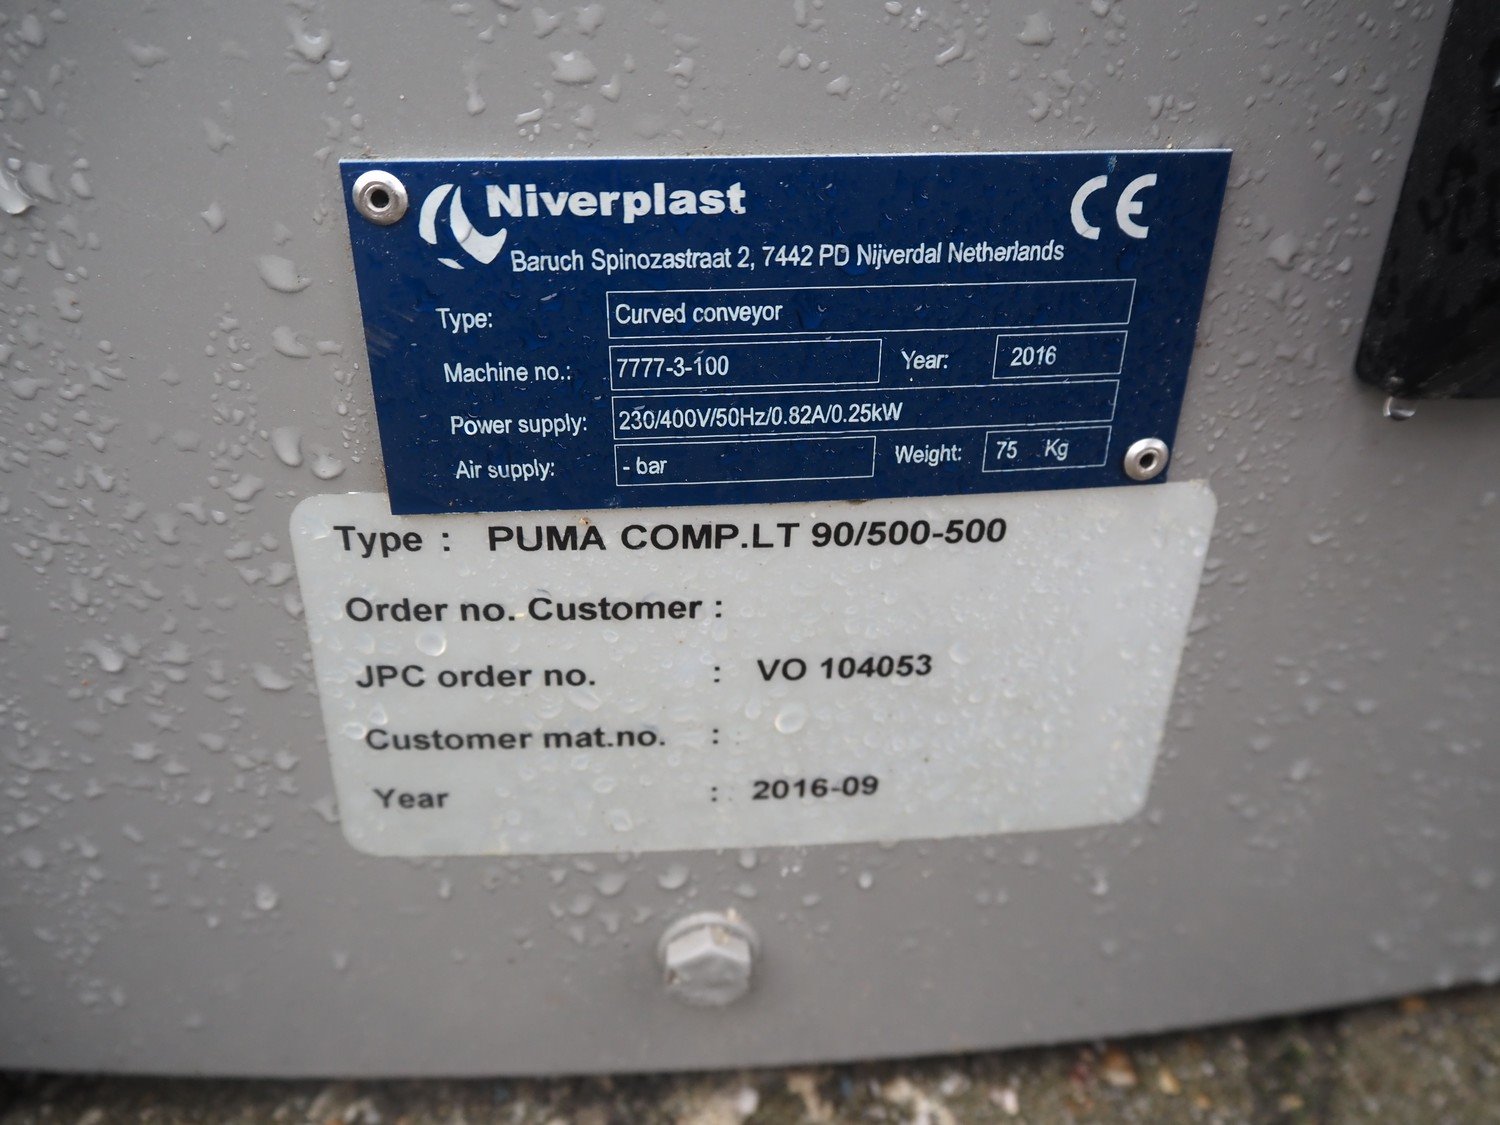 Niverplast
CE
Baruch Spinozastraat 2, 7442 PD Nijverdal Netherlands
Type: Curved conveyor
Machine no.: 7777-3-100 Year: 2016
Power supply: 230/400V/50Hz/0.82A/0.25kW
Air supply: - bar Weight: 75 Kg
Type : PUMA COMP.LT 90/500-500
Order no. Customer :
JPC order no. : VO 104053
Customer mat.no. :
Year : 2016-09